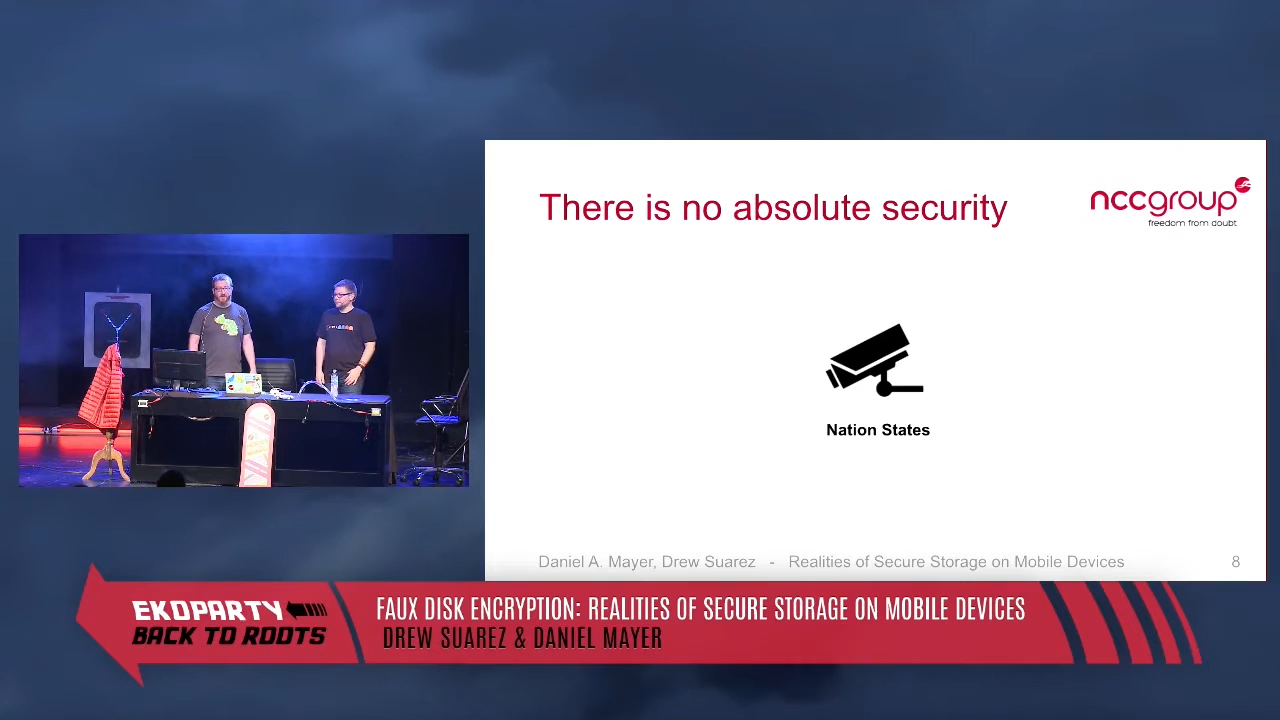 There is no absolute security
nccgroup
freedom from doubt
Nation States
Daniel A. Mayer, Drew Suarez - Realities of Secure Storage on Mobile Devices 8
EKOPARTY
BACK TO ROOTS
FAUX DISK ENCRYPTION: REALITIES OF SECURE STORAGE ON MOBILE DEVICES
DREW SUAREZ & DANIEL MAYER